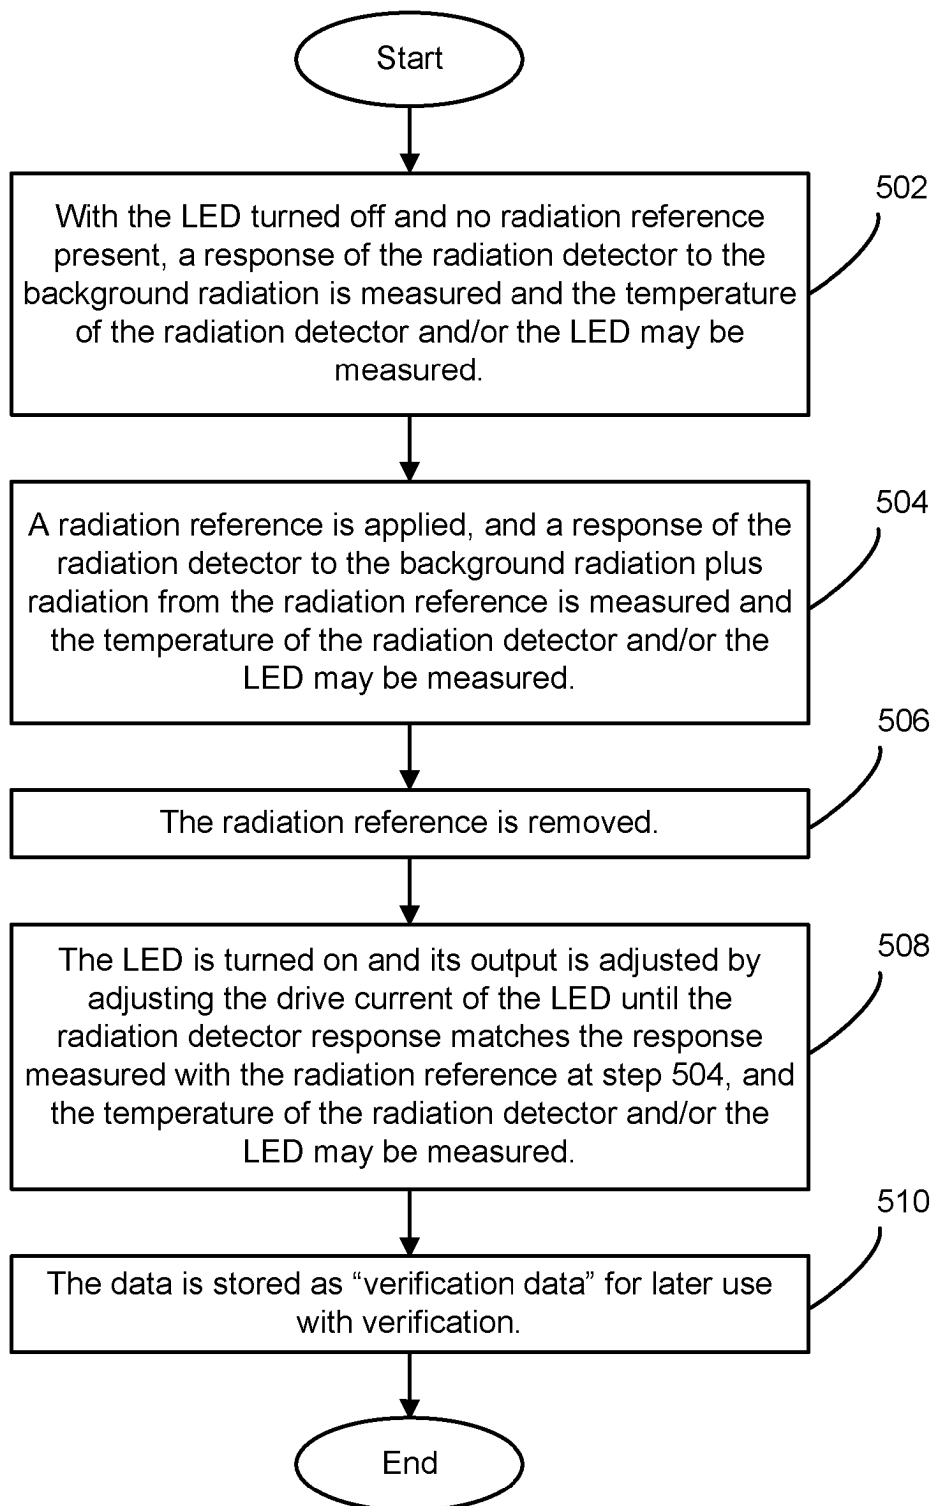 Start
502
With the LED turned off and no radiation reference
present, a response of the radiation detector to the
background radiation is measured and the temperature
of the radiation detector and/or the LED may be
measured.
504
A radiation reference is applied, and a response of the
radiation detector to the background radiation plus
radiation from the radiation reference is measured and
the temperature of the radiation detector and/or the
LED may be measured.
506
The radiation reference is removed.
508
The LED is turned on and its output is adjusted by
adjusting the drive current of the LED until the
radiation detector response matches the response
measured with the radiation reference at step 504, and
the temperature of the radiation detector and/or the
LED may be measured.
510
The data is stored as “verification data” for later use
with verification.
End